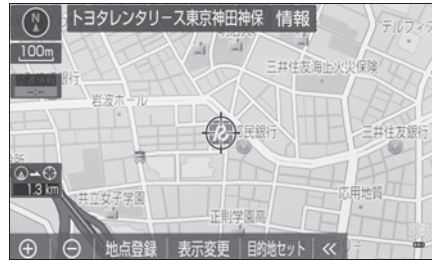 N
トヨタレンタリース東京神田神保 情報
テルフィ
100m
三井住友海上火災保険
銀行
--:--
岩波ホール
民銀行
三井住友銀行
1.3 km
共立女子学園
応用地質
正則学園高
地点登録 表示変更 目的地セット